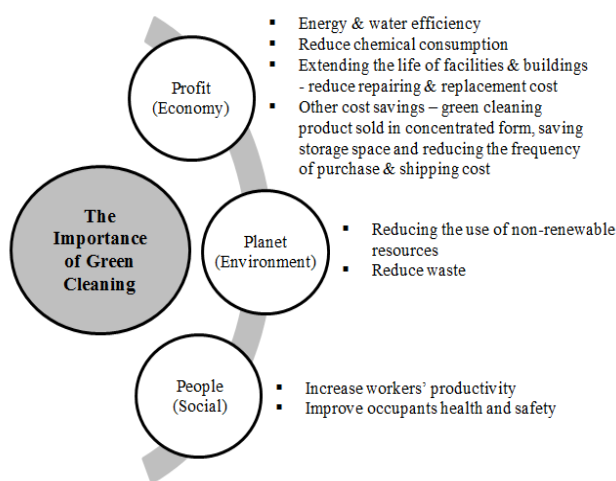 The
Importance
of Green
Cleaning
Profit
(Economy)
▪ Energy & water efficiency
▪ Reduce chemical consumption
▪ Extending the life of facilities & buildings
- reduce repairing & replacement cost
▪ Other cost savings – green cleaning
product sold in concentrated form, saving
storage space and reducing the frequency
of purchase & shipping cost
Planet
(Environment)
▪ Reducing the use of non-renewable
resources
▪ Reduce waste
People
(Social)
▪ Increase workers’ productivity
▪ Improve occupants health and safety